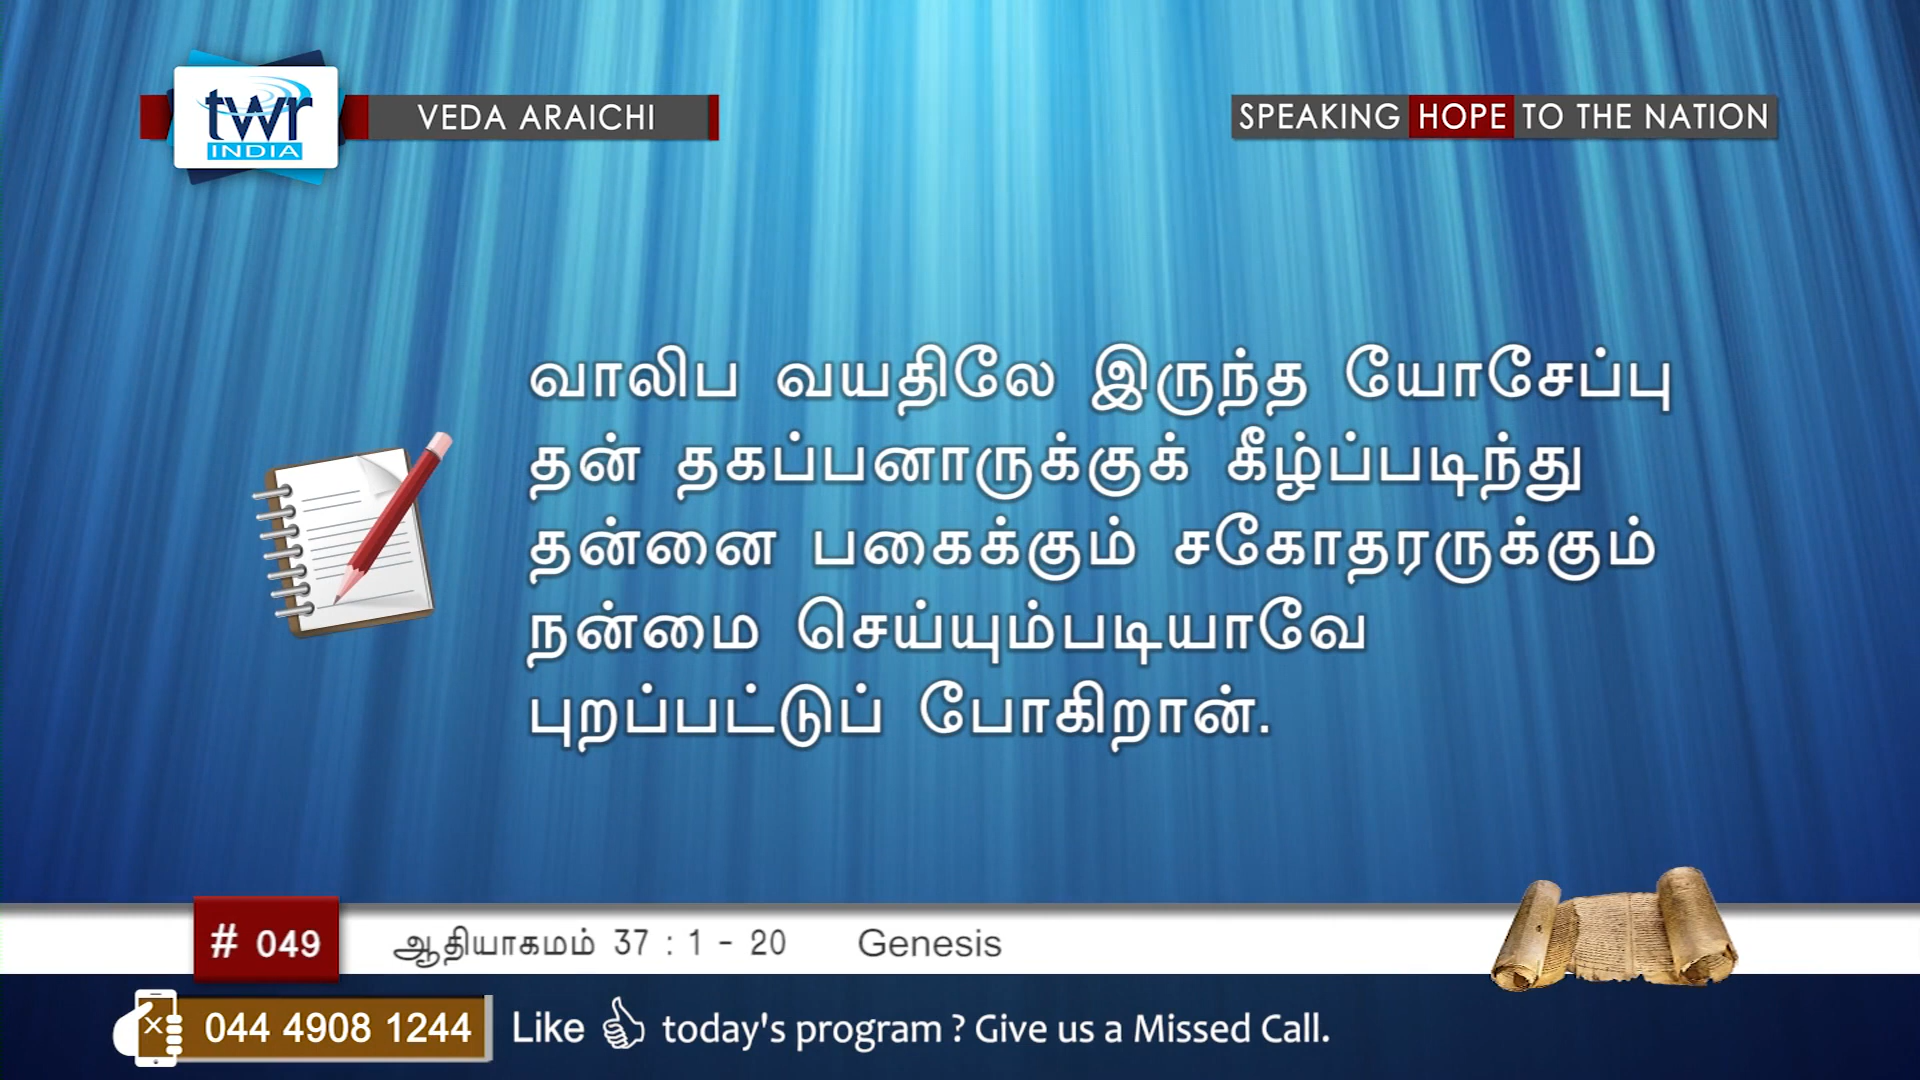 twr
INDIA
VEDA ARAICHI
SPEAKING HOPE TO THE NATION
வாலிப வயதிலே இருந்த யோசேப்பு
தன் தகப்பனாருக்குக் கீழ்ப்படிந்து
தன்னை பகைக்கும் சகோதரருக்கும்
நன்மை செய்யும்படியாவே
புறப்பட்டுப் போகிறான்.
# 049 ஆதியாகமம் 37 : 1 - 20 Genesis
044 4908 1244 Like today's program ? Give us a Missed Call.